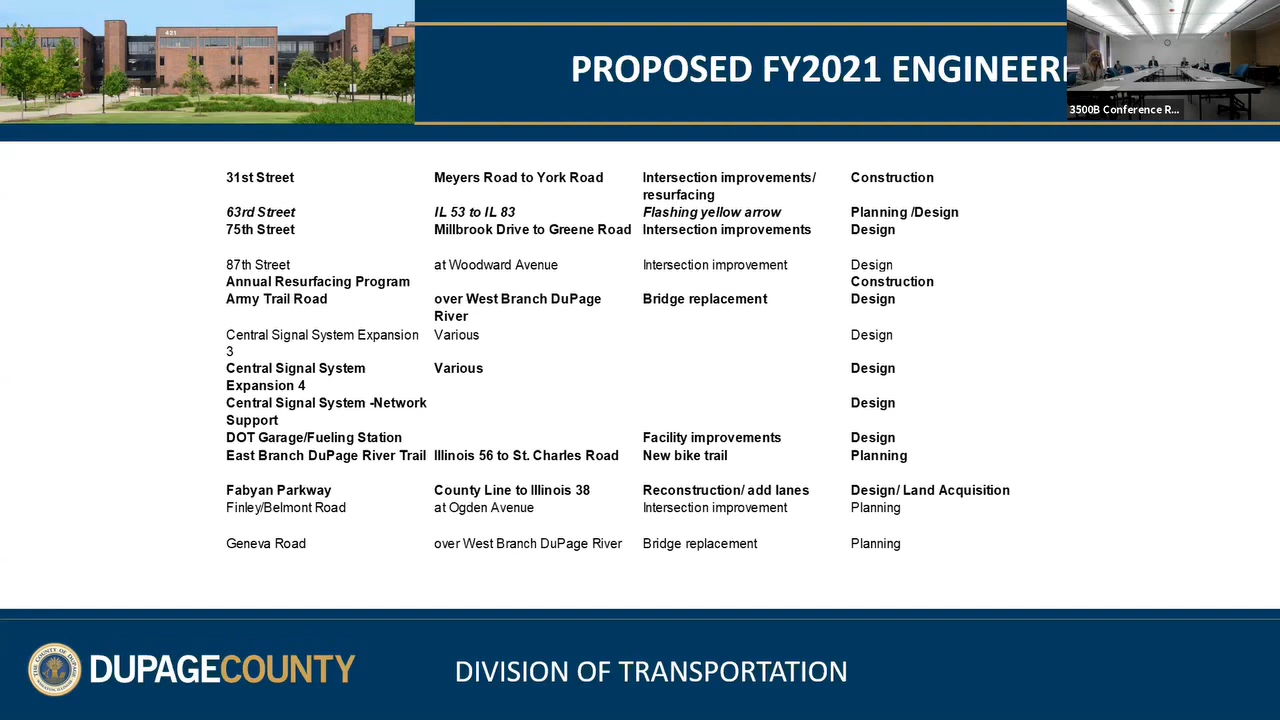 421
PROPOSED FY2021 ENGINEER
3500B Conference R...
31st Street Meyers Road to York Road Intersection improvements/ Construction
resurfacing
63rd Street IL 53 to IL 83 Flashing yellow arrow Planning /Design
75th Street Millbrook Drive to Greene Road Intersection improvements Design
87th Street at Woodward Avenue Intersection improvement Design
Annual Resurfacing Program Construction
Army Trail Road over West Branch DuPage Bridge replacement Design
River
Central Signal System Expansion Various Design
3
Central Signal System Various Design
Expansion 4
Central Signal System -Network Design
Support
DOT Garage/Fueling Station Facility improvements Design
East Branch DuPage River Trail Illinois 56 to St. Charles Road New bike trail Planning
Fabyan Parkway County Line to Illinois 38 Reconstruction/ add lanes Design/ Land Acquisition
Finley/Belmont Road at Ogden Avenue Intersection improvement Planning
Geneva Road over West Branch DuPage River Bridge replacement Planning
THE COUNTY OF DUPAGE
DUPAGECOUNTY
DIVISION OF TRANSPORTATION